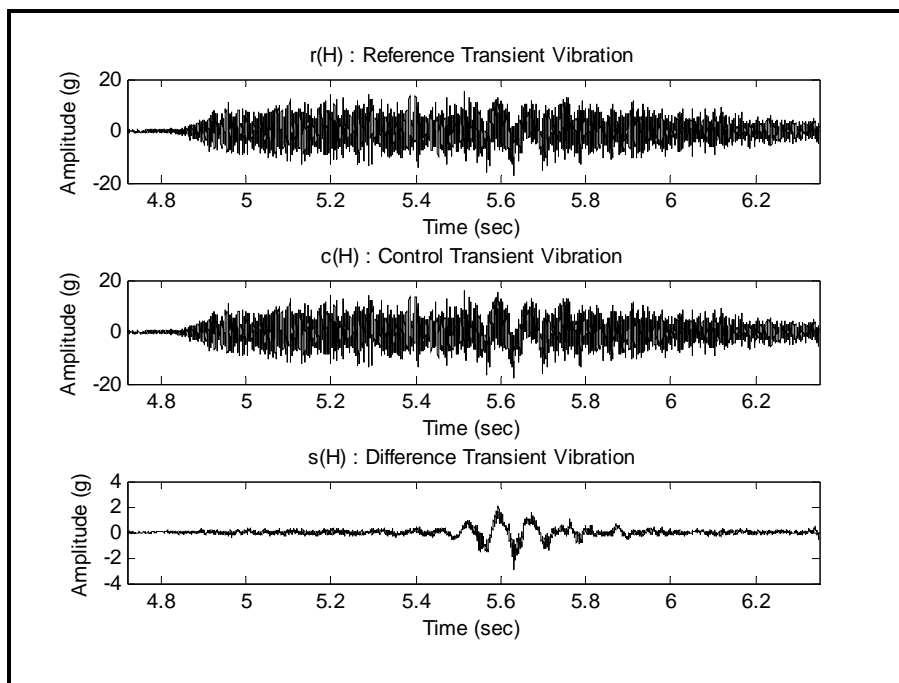 r(H) : Reference Transient Vibration
20
0
-20
Amplitude (g)
4.8 5 5.2 5.4 5.6 5.8 6 6.2
Time (sec)
c(H) : Control Transient Vibration
20
0
-20
Amplitude (g)
4.8 5 5.2 5.4 5.6 5.8 6 6.2
Time (sec)
s(H) : Difference Transient Vibration
4
2
0
-2
-4
Amplitude (g)
4.8 5 5.2 5.4 5.6 5.8 6 6.2
Time (sec)